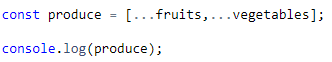 const produce = [...fruits,...vegetables];
console.log(produce);